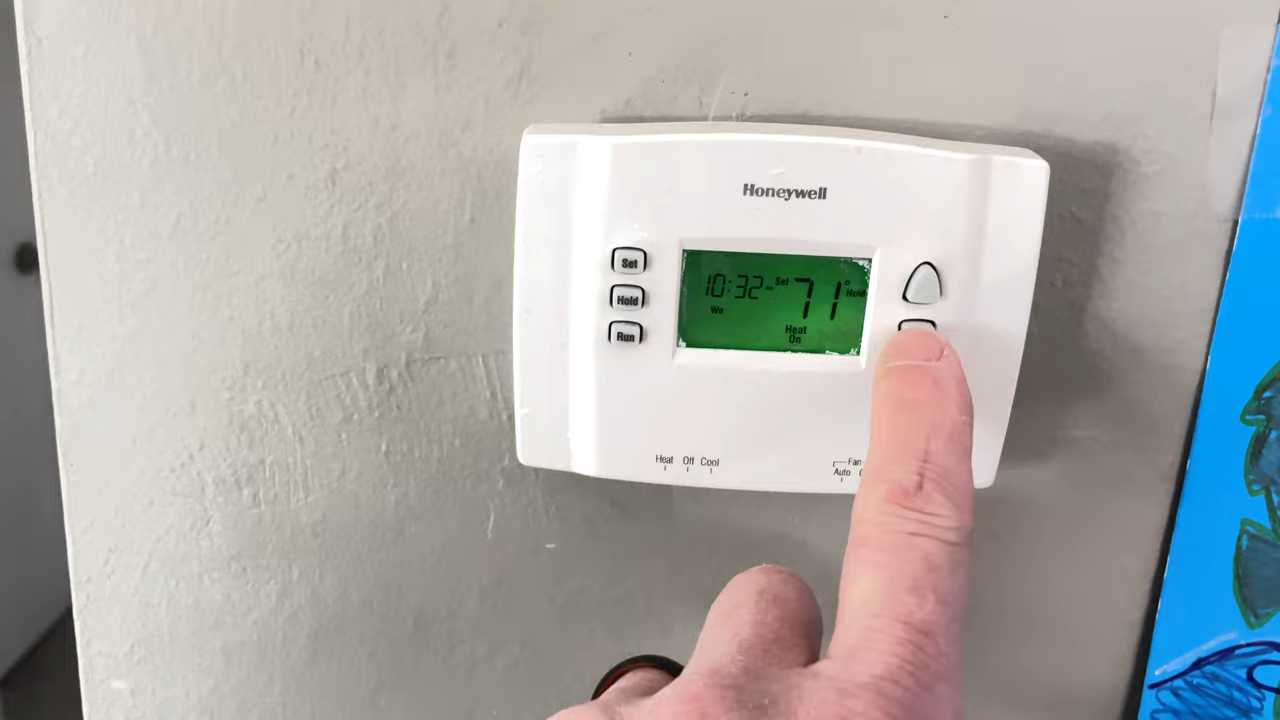 Honeywell
Set
Hold
Run
10:32 Set 71° Hold
We
Heat
On
Heat Off Cool
Fan
Auto